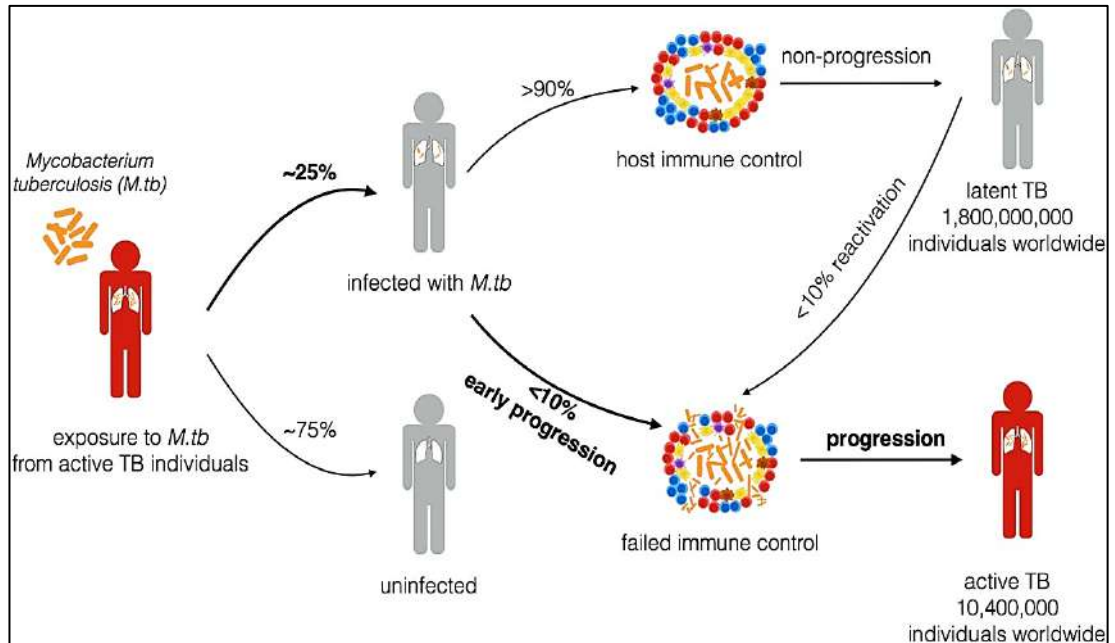 Mycobacterium
tuberculosis (M.tb)
exposure to M.tb
from active TB individuals
~25%
~75%
infected with M.tb
uninfected
>90%
<10%
early progression
host immune control
non-progression
latent TB
1,800,000,000
individuals worldwide
<10% reactivation
failed immune control
progression
active TB
10,400,000
individuals worldwide